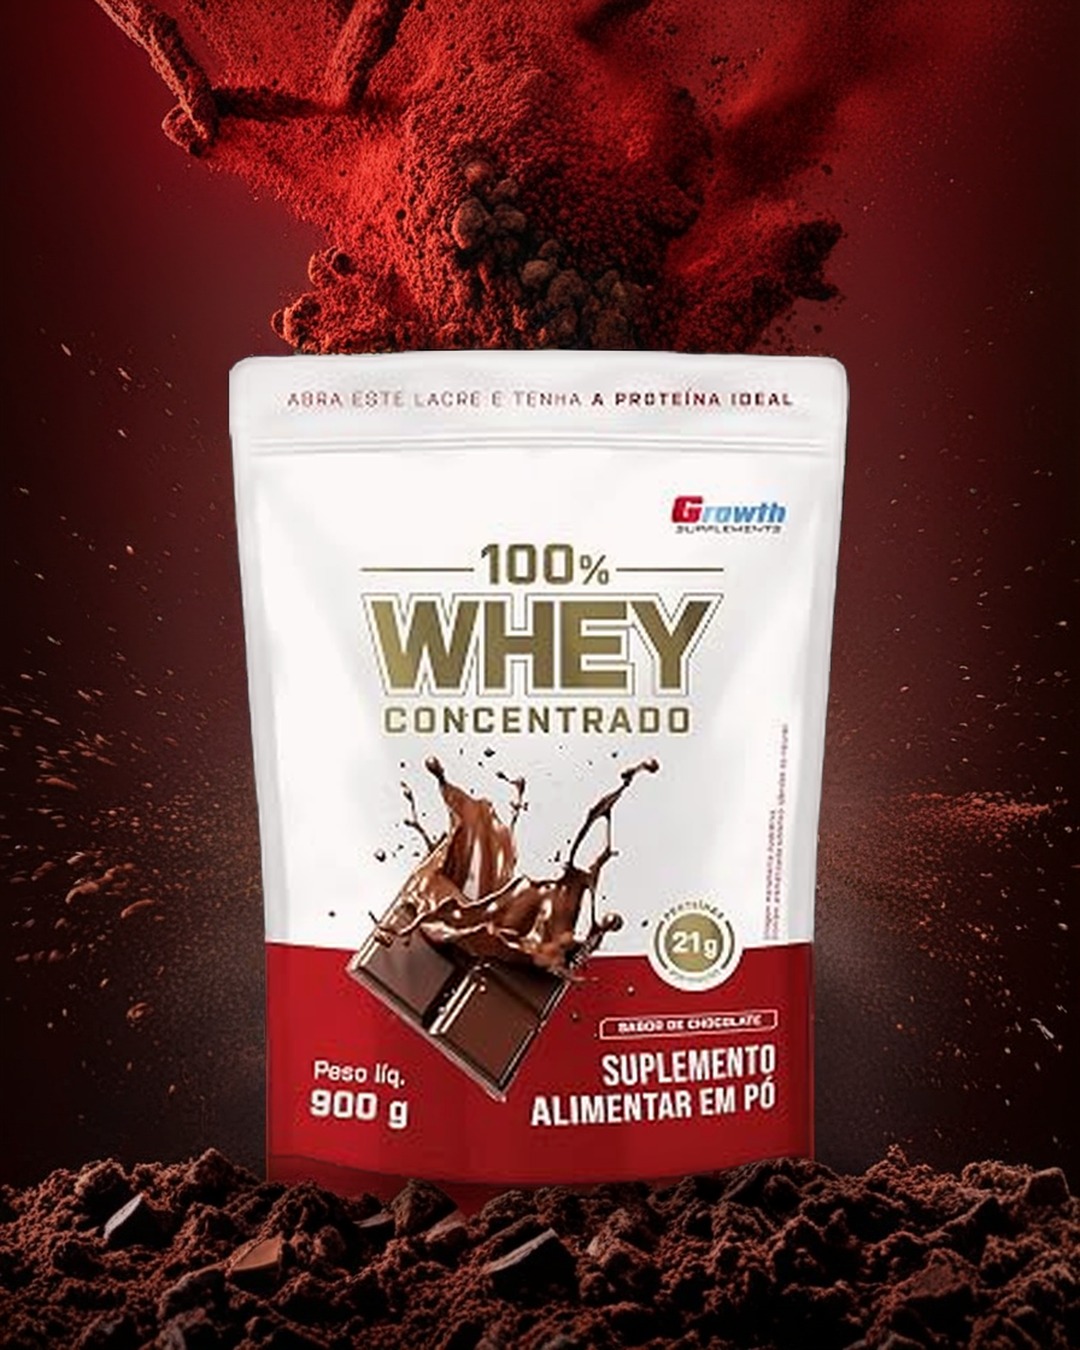 ABRA ESTE LACRE E TENHA A PROTEÍNA IDEAL
Growth
SUPPLEMENTS
100%
WHEY
CONCENTRADO
PROTEÍNAS
21g
SABOR DE CHOCOLATE
SUPLEMENTO
ALIMENTAR EM PÓ
Peso líq.
900 g